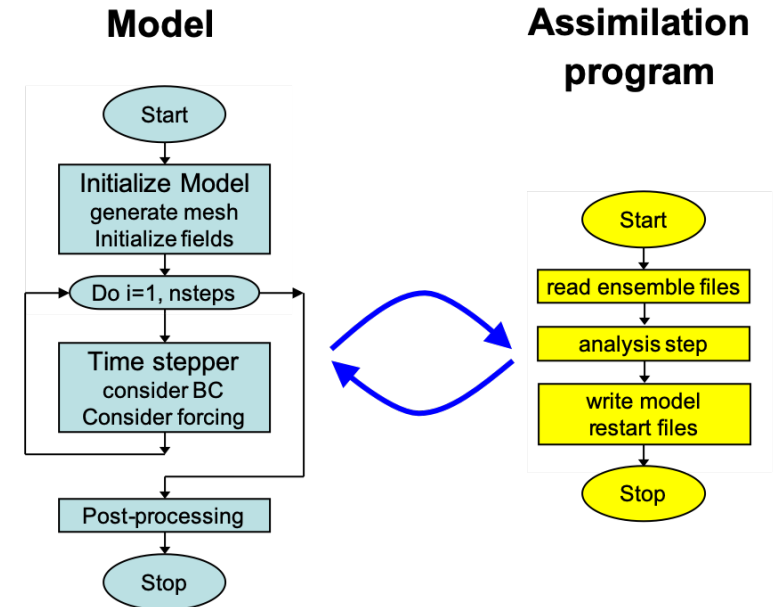 Model
Start
Initialize Model
generate mesh
Initialize fields
Do i=1, nsteps
Time stepper
consider BC
Consider forcing
Post-processing
Stop
Assimilation
program
Start
read ensemble files
analysis step
write model
restart files
Stop